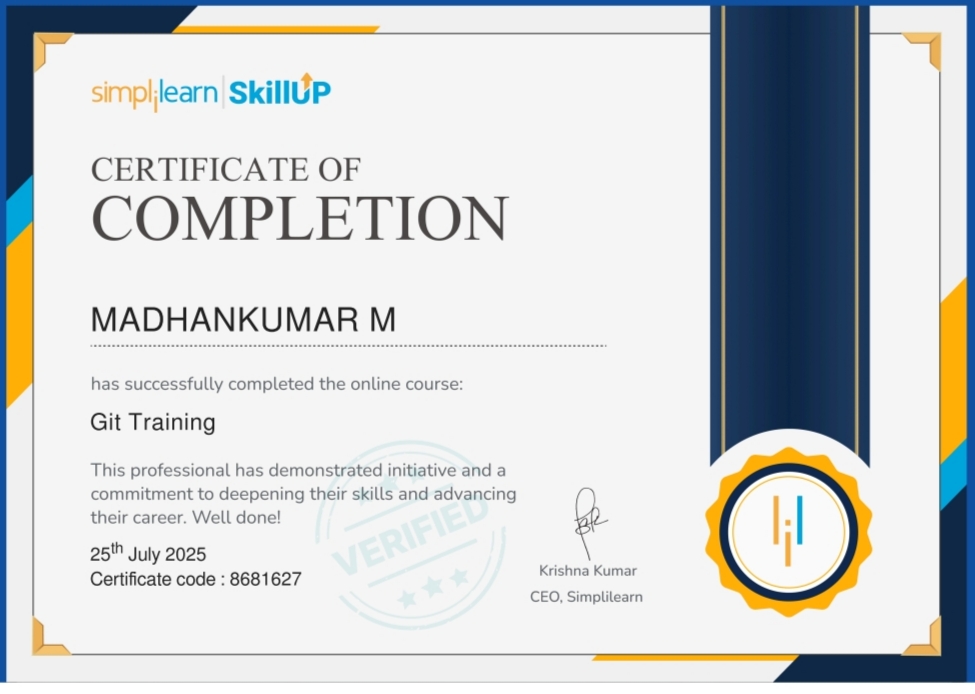 simplilearn | SkillUP
CERTIFICATE OF
COMPLETION
MADHANKUMAR M
has successfully completed the online course:
Git Training
This professional has demonstrated initiative and a
commitment to deepening their skills and advancing
their career. Well done!
VERIFIED
25th July 2025
Certificate code : 8681627
Krishna Kumar
CEO, Simplilearn